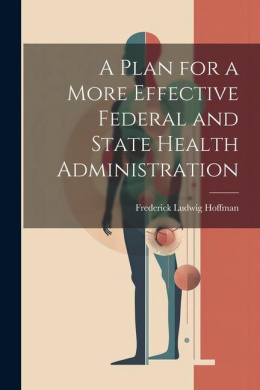 A Plan for a
More Effective
Federal and
State Health
Administration
Frederick Ludwig Hoffman